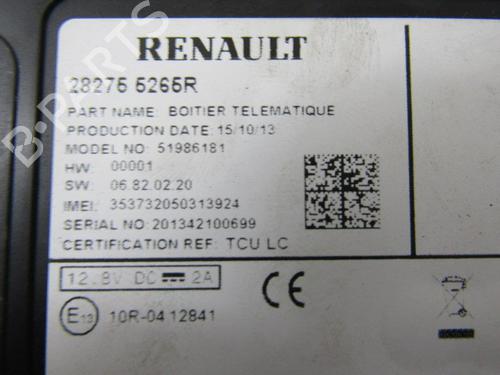 RENAULT
28275 5265R
PART NAME: BOITIER TELEMATIQUE
PRODUCTION DATE: 15/10/13
MODEL NO: 51986181
HW: 00001
SW: 06.82.02.20
IMEI: 353732050313924
SERIAL NO: 201342100699
CERTIFICATION REF: TCU LC
12.8V DC 2A
CE
E13 10R-04 12841
B-PARTS